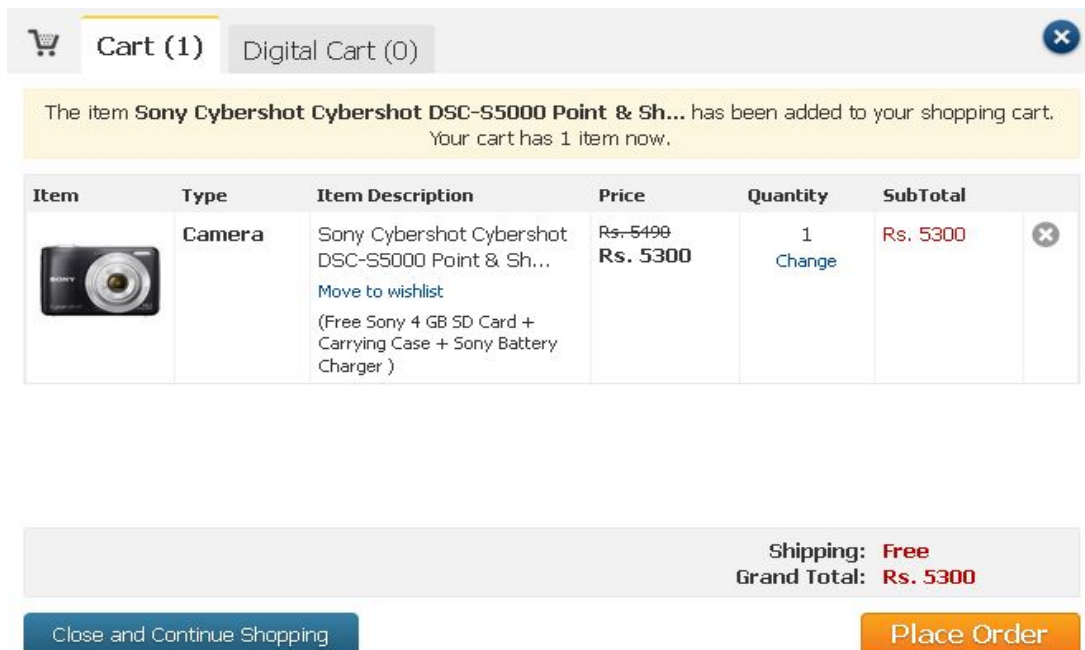 Cart (1)
Digital Cart (0)
The item Sony Cybershot Cybershot DSC-S5000 Point & Sh... has been added to your shopping cart.
Your cart has 1 item now.
Item Type Item Description Price Quantity SubTotal
SONY
Camera
Sony Cybershot Cybershot
DSC-S5000 Point & Sh...
Move to wishlist
(Free Sony 4 GB SD Card +
Carrying Case + Sony Battery
Charger )
Rs. 5490
Rs. 5300
1
Change
Rs. 5300
Shipping: Free
Grand Total: Rs. 5300
Close and Continue Shopping
Place Order